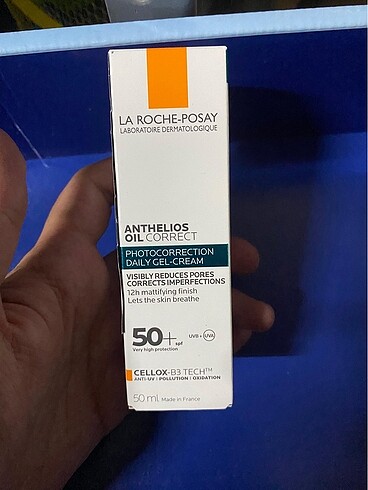 LA ROCHE-POSAY
LABORATOIRE DERMATOLOGIQUE
ANTHELIOS
OIL CORRECT
PHOTOCORRECTION
DAILY GEL-CREAM
VISIBLY REDUCES PORES
CORRECTS IMPERFECTIONS
12h mattifying finish
Lets the skin breathe
50+ spf
UVB + UVA
Very high protection
CELLOX-B3 TECH™
ANTI-UV | POLLUTION | OXIDATION
50 ml Made in France